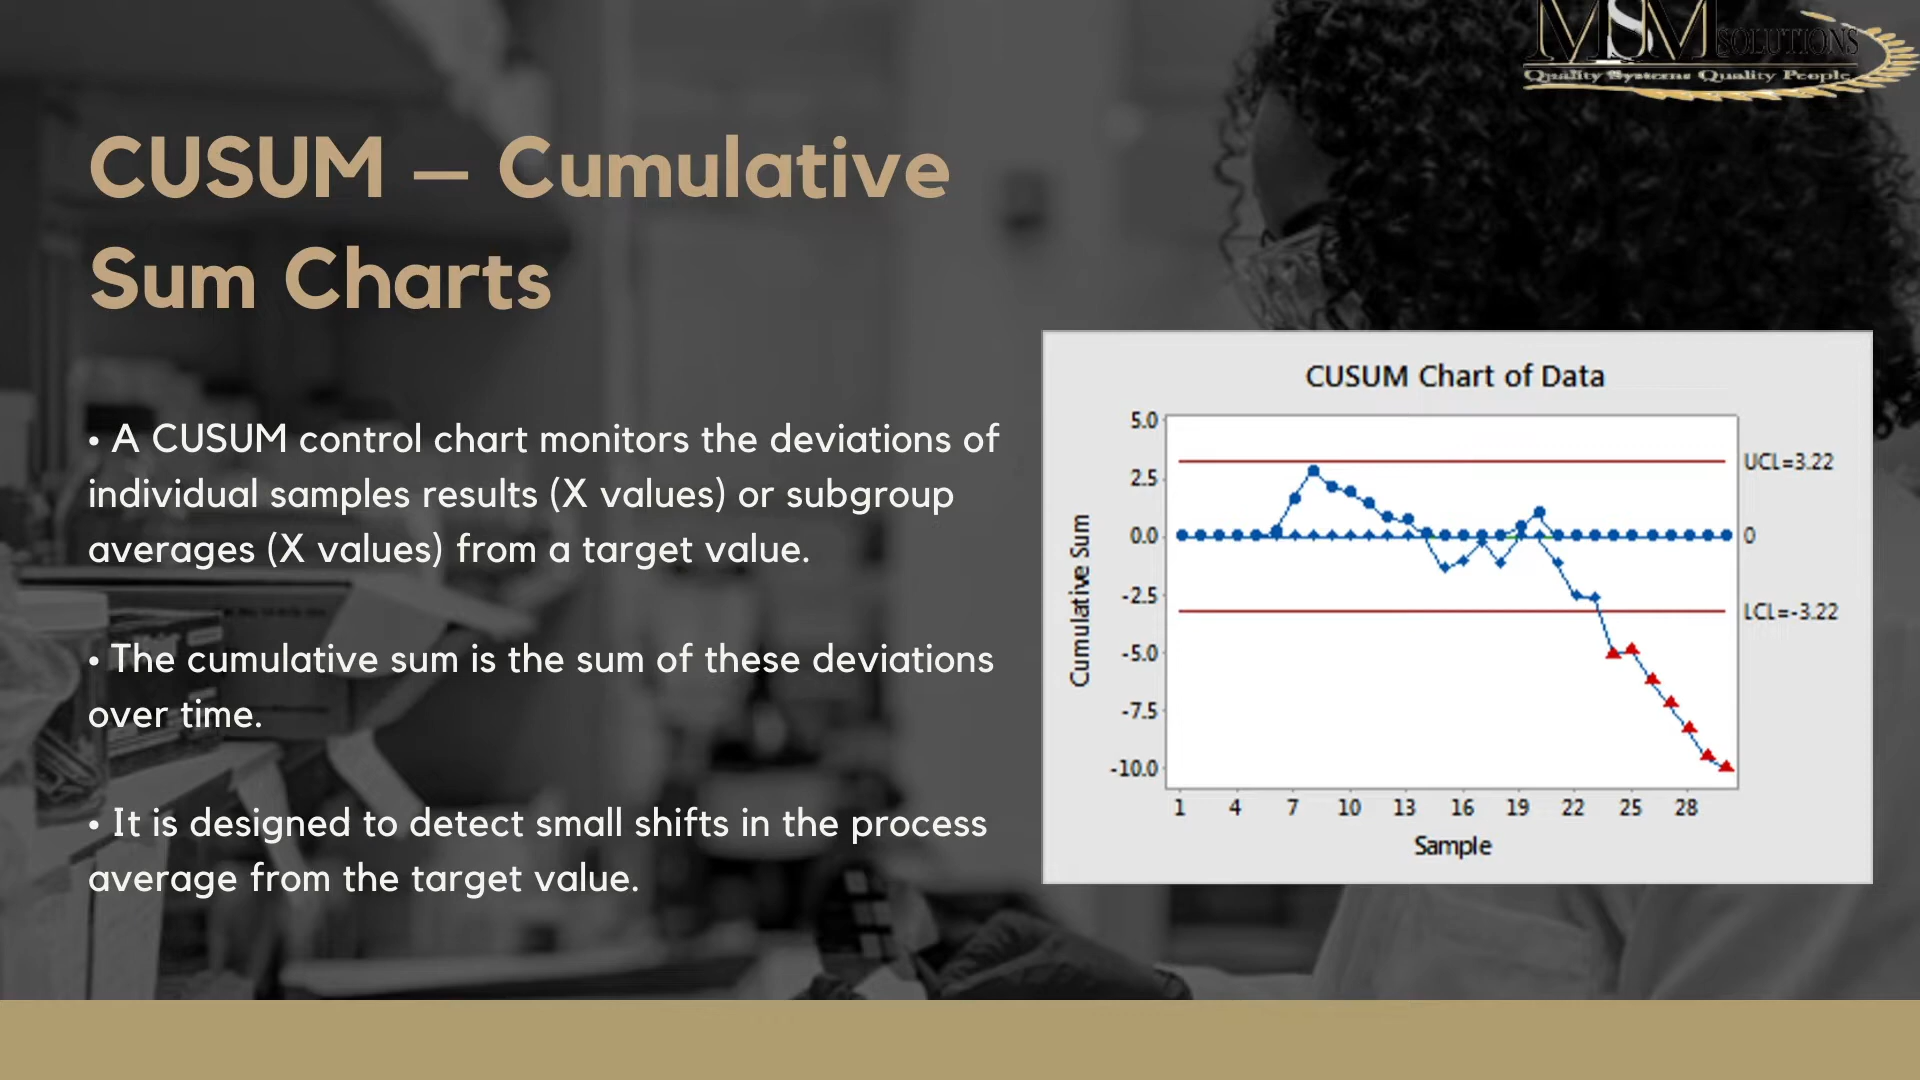 MSM SOLUTIONS
Quality Systems Quality People
CUSUM – Cumulative
Sum Charts
• A CUSUM control chart monitors the deviations of
individual samples results (X values) or subgroup
averages (X values) from a target value.
• The cumulative sum is the sum of these deviations
over time.
• It is designed to detect small shifts in the process
average from the target value.
CUSUM Chart of Data
5.0
UCL=3.22
2.5
0.0
0
-2.5
LCL=-3.22
-5.0
-7.5
-10.0
Cumulative Sum
1 4 7 10 13 16 19 22 25 28
Sample